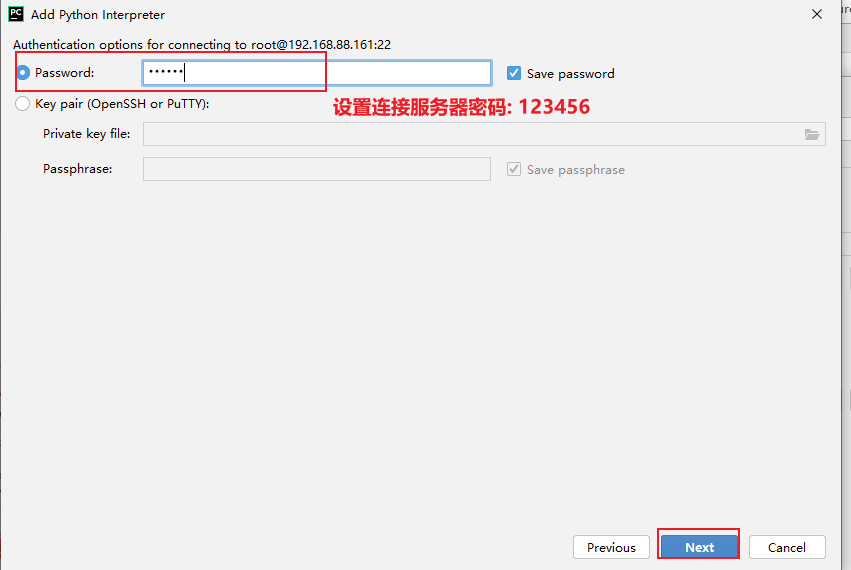 PC Add Python Interpreter
Authentication options for connecting to root@192.168.88.161:22
Password: •••••• Save password
Key pair (OpenSSH or PuTTY):
设置连接服务器密码: 123456
Private key file:
Passphrase: Save passphrase
Previous Next Cancel